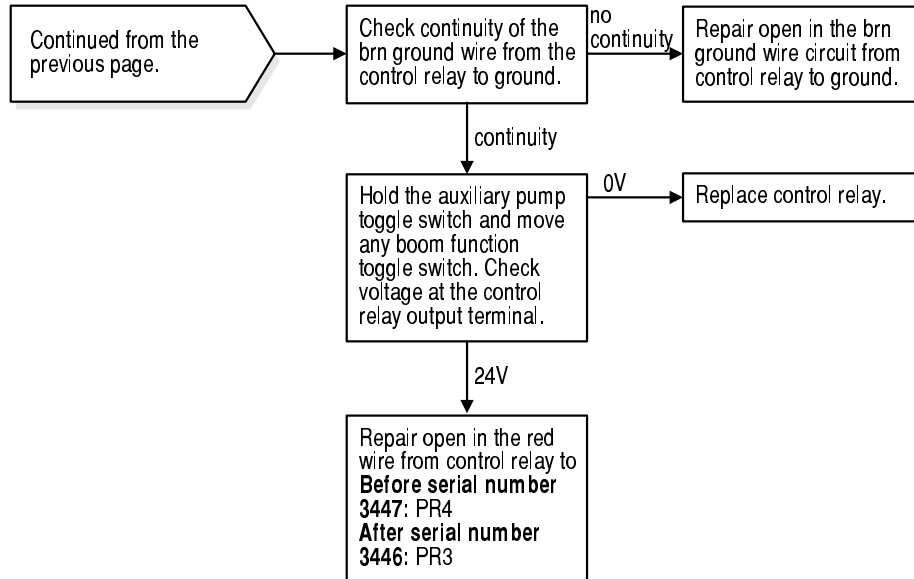 Continued from the
previous page.
Check continuity of the
brn ground wire from the
control relay to ground.
no
continuity
Repair open in the brn
ground wire circuit from
control relay to ground.
continuity
Hold the auxiliary pump
toggle switch and move
any boom function
toggle switch. Check
voltage at the control
relay output terminal.
0V
Replace control relay.
24V
Repair open in the red
wire from control relay to
Before serial number
3447: PR4
After serial number
3446: PR3